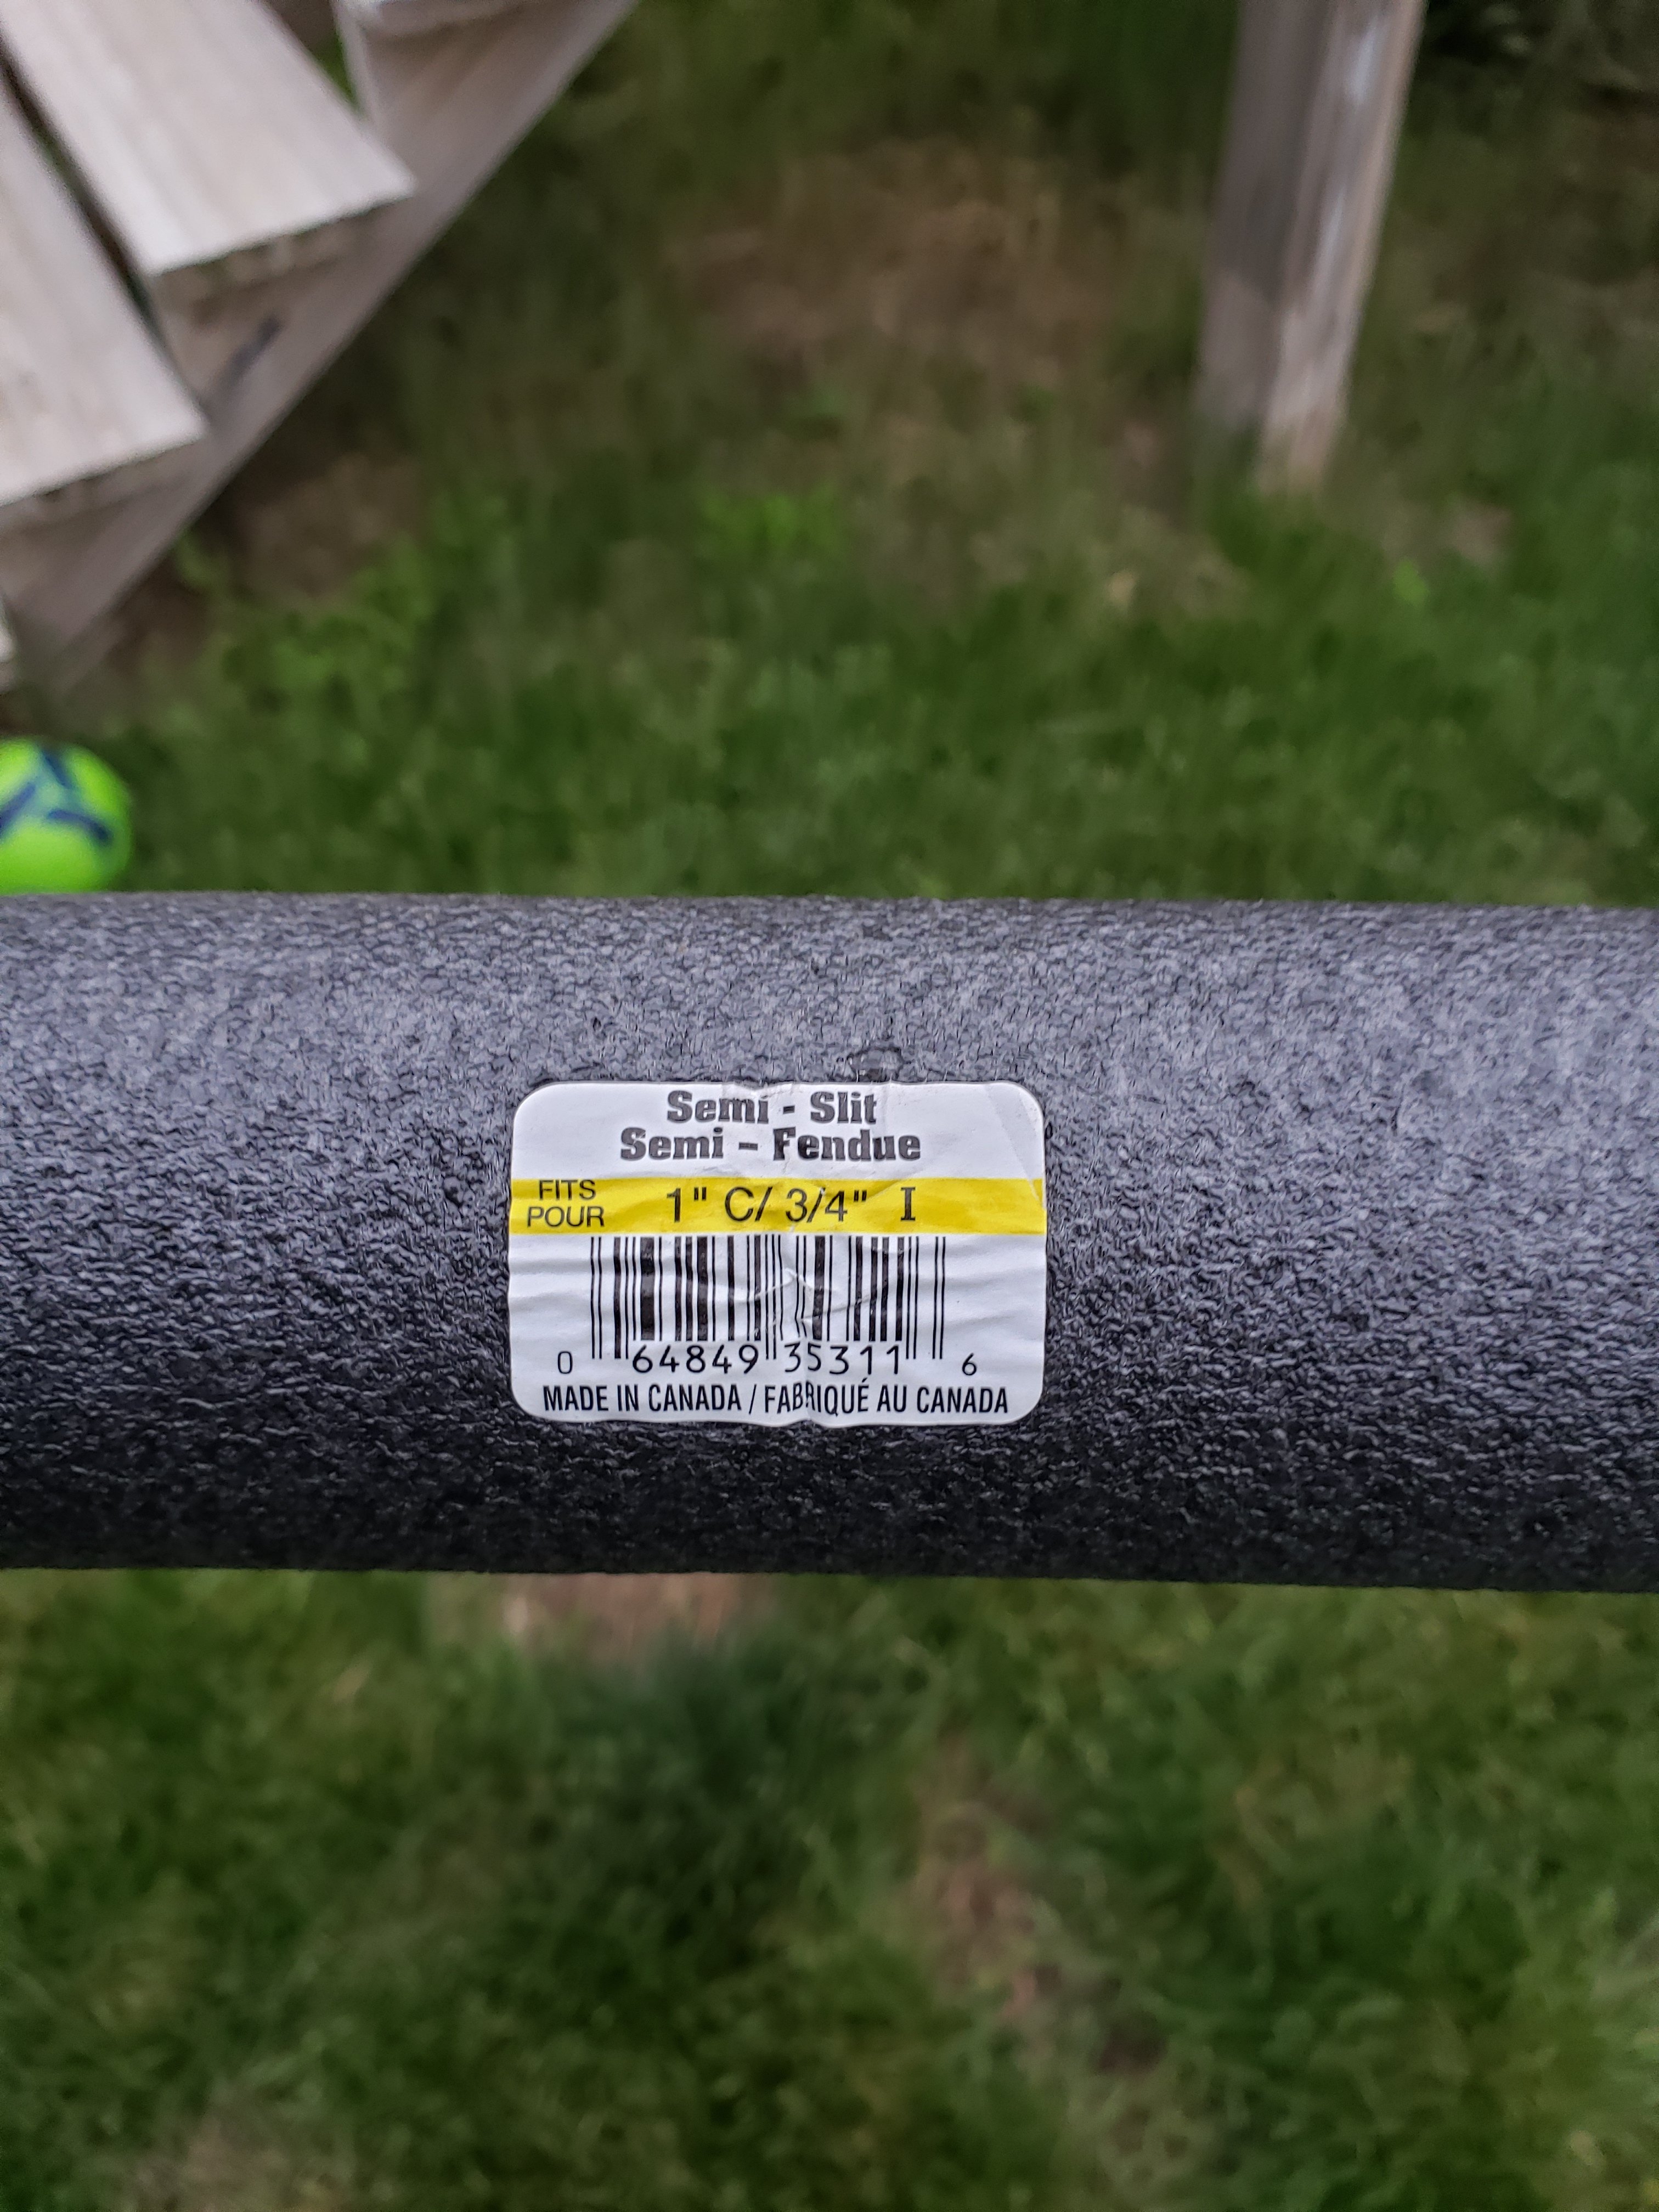 Semi - Slit
Semi - Fendue
FITS
POUR
1" C/ 3/4" I
0 64849 35311 6
MADE IN CANADA / FABRIQUÉ AU CANADA